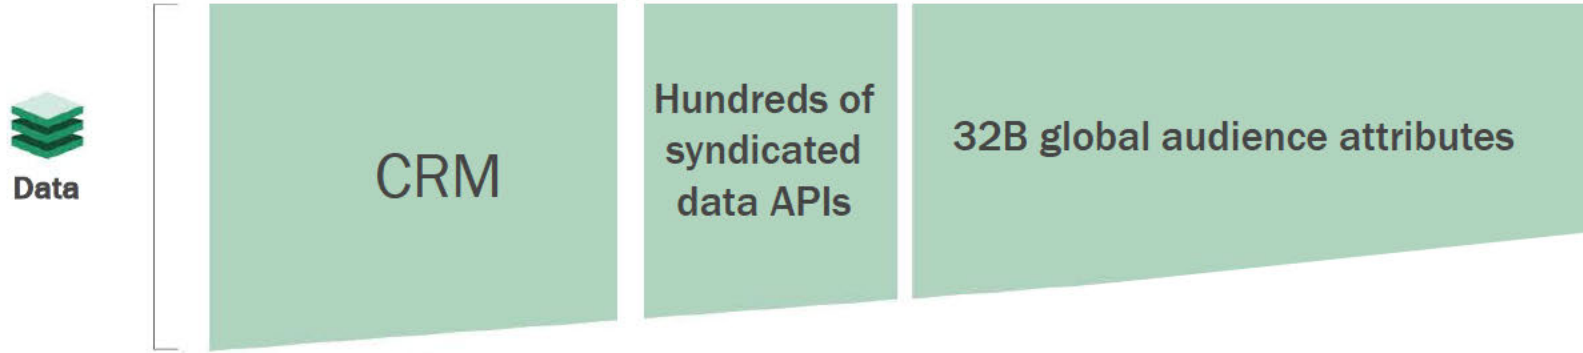 Data
CRM
Hundreds of
syndicated
data APIs
32B global audience attributes